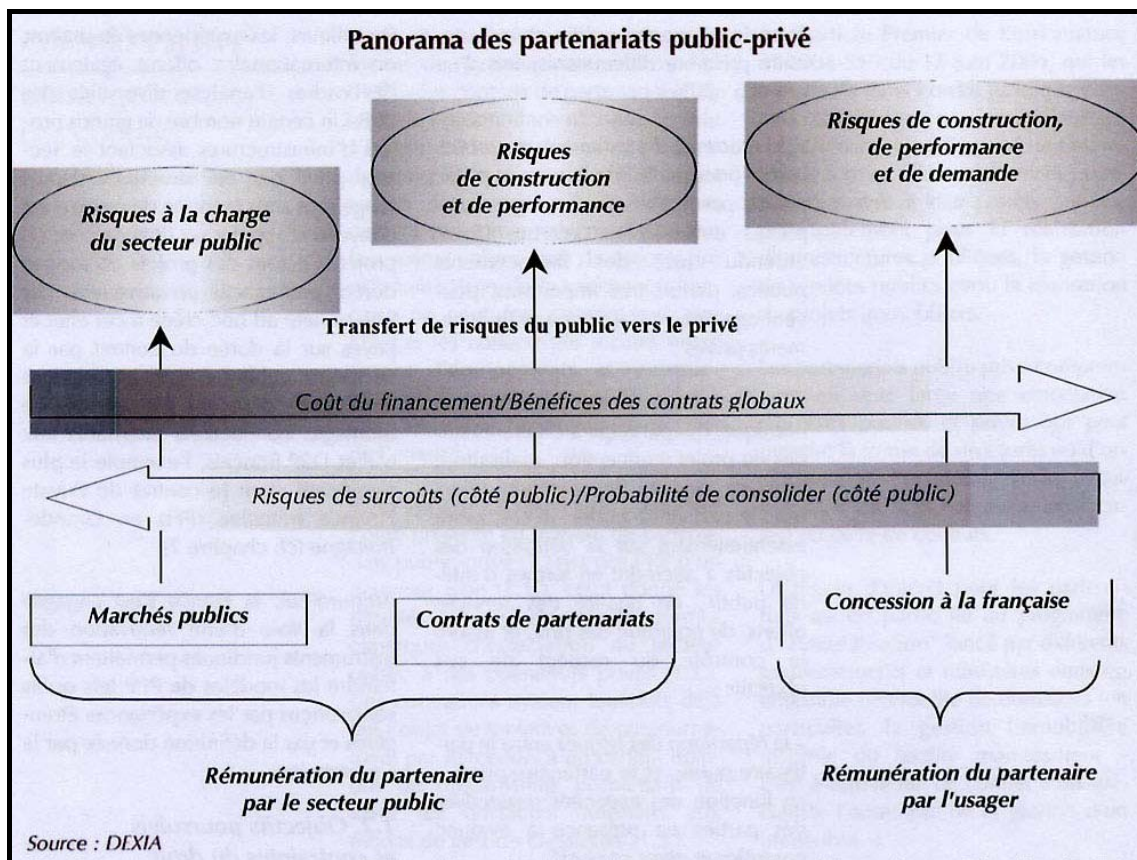 Panorama des partenariats public-privé
Risques à la charge
du secteur public
Risques
de construction
et de performance
Risques de construction,
de performance
et de demande
Transfert de risques du public vers le privé
Coût du financement/Bénéfices des contrats globaux
Risques de surcoûts (côté public)/Probabilité de consolider (côté public)
Marchés publics
Contrats de partenariats
Concession à la française
Rémunération du partenaire
par le secteur public
Rémunération du partenaire
par l'usager
Source : DEXIA